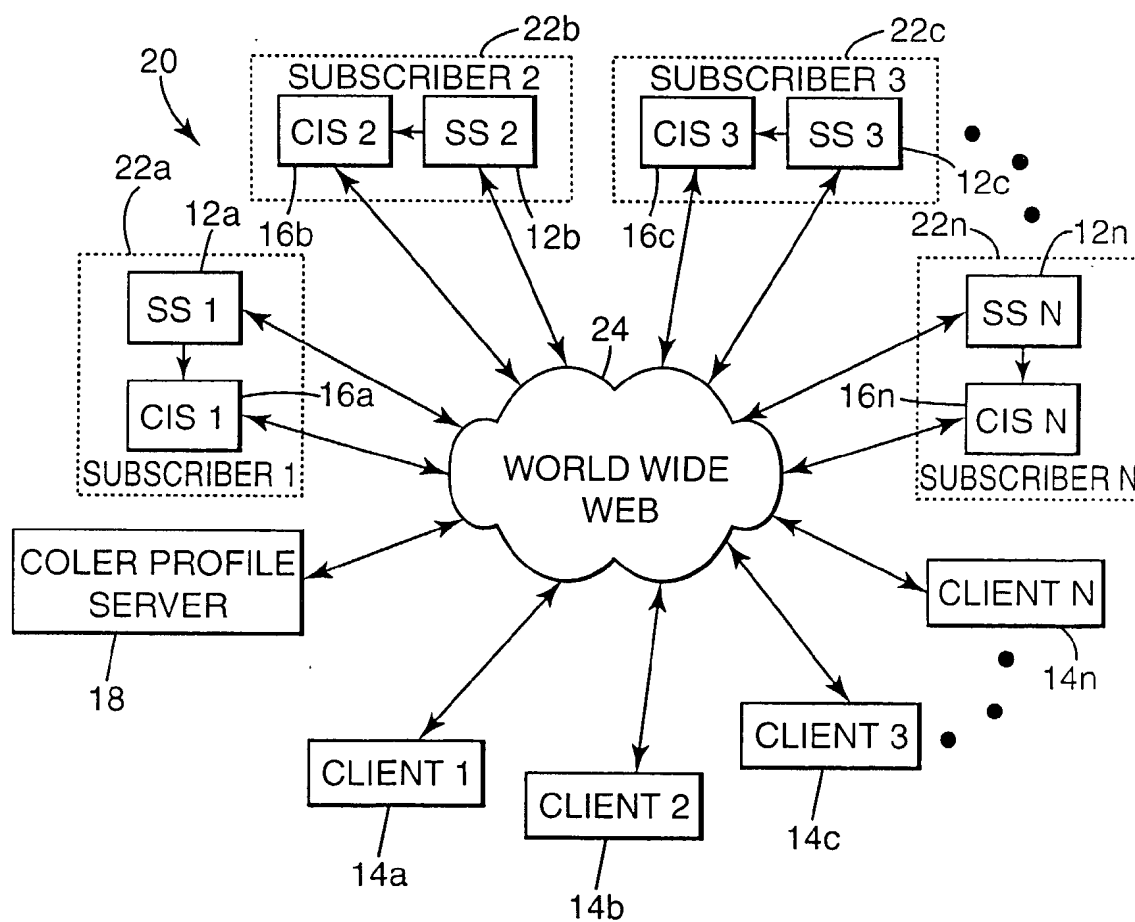 22b
22c
20
SUBSCRIBER 2
SUBSCRIBER 3
CIS 2
SS 2
CIS 3
SS 3
22a
12a
16b
12b
16c
12c
22n
12n
SS 1
24
SS N
16a
16n
CIS 1
CIS N
SUBSCRIBER 1
WORLD WIDE
WEB
SUBSCRIBER N
COLER PROFILE
SERVER
CLIENT N
18
14n
CLIENT 1
CLIENT 2
CLIENT 3
14a
14b
14c